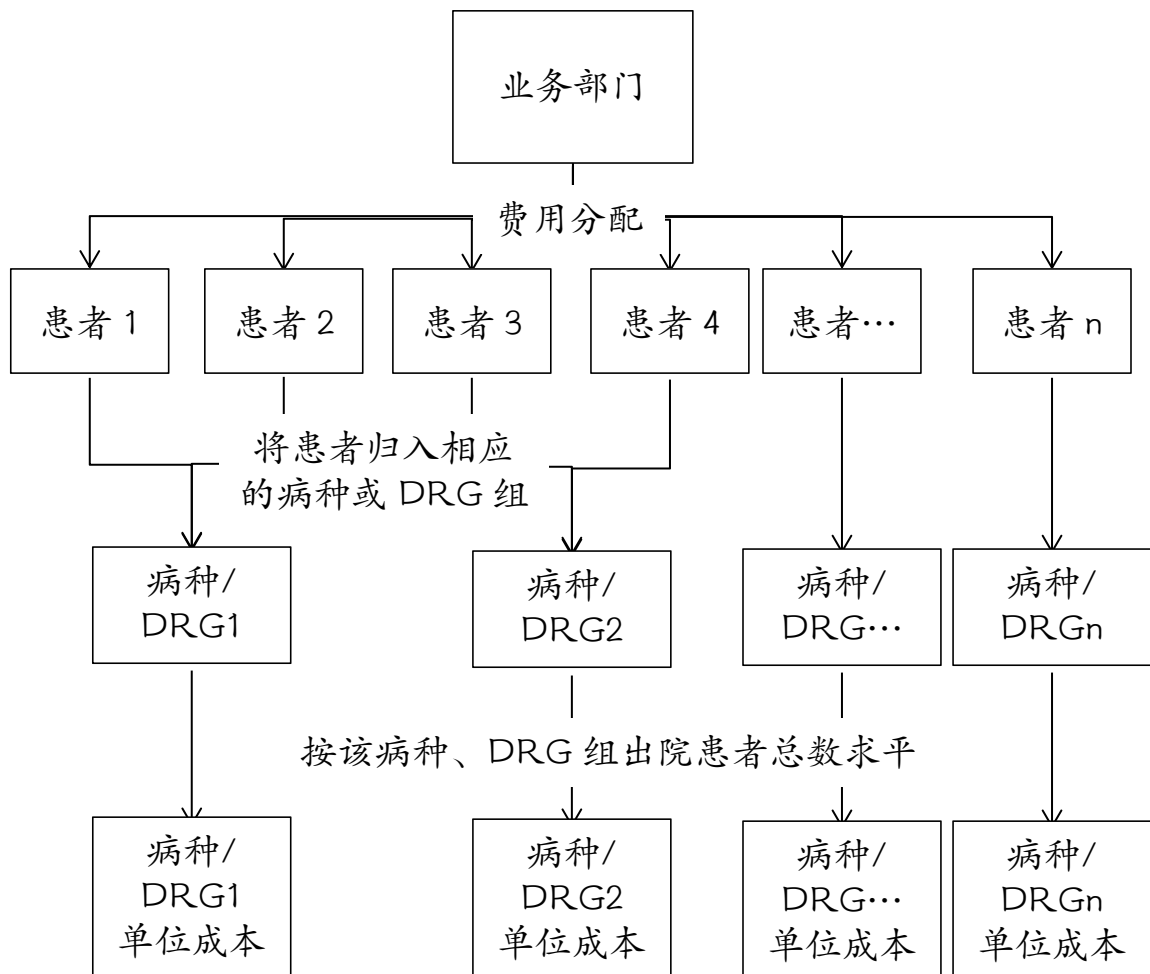 业务部门
费用分配
患者 1
患者 2
患者 3
患者 4
患者…
患者 n
将患者归入相应
的病种或 DRG 组
病种/
DRG1
病种/
DRG2
病种/
DRG…
病种/
DRGn
按该病种、DRG 组出院患者总数求平
病种/
DRG1
单位成本
病种/
DRG2
单位成本
病种/
DRG…
单位成本
病种/
DRGn
单位成本